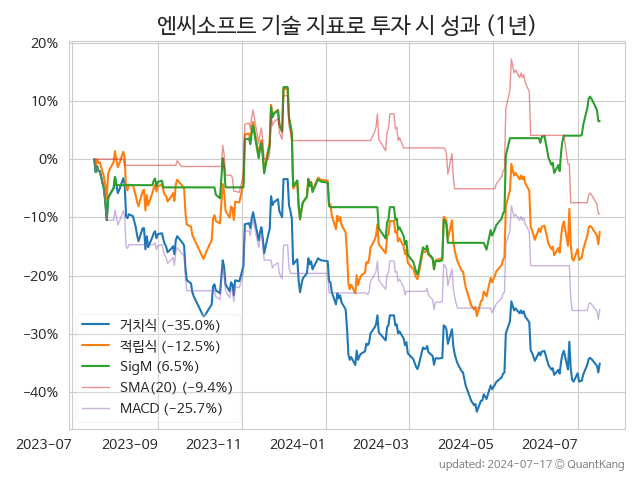 엔씨소프트 기술 지표로 투자 시 성과 (1년)
20%
10%
0%
−10%
−20%
−30%
−40%
거치식 (−35.0%)
적립식 (−12.5%)
SigM (6.5%)
SMA(20) (−9.4%)
MACD (−25.7%)
2023-07 2023-09 2023-11 2024-01 2024-03 2024-05 2024-07
updated: 2024-07-17 © QuantKang